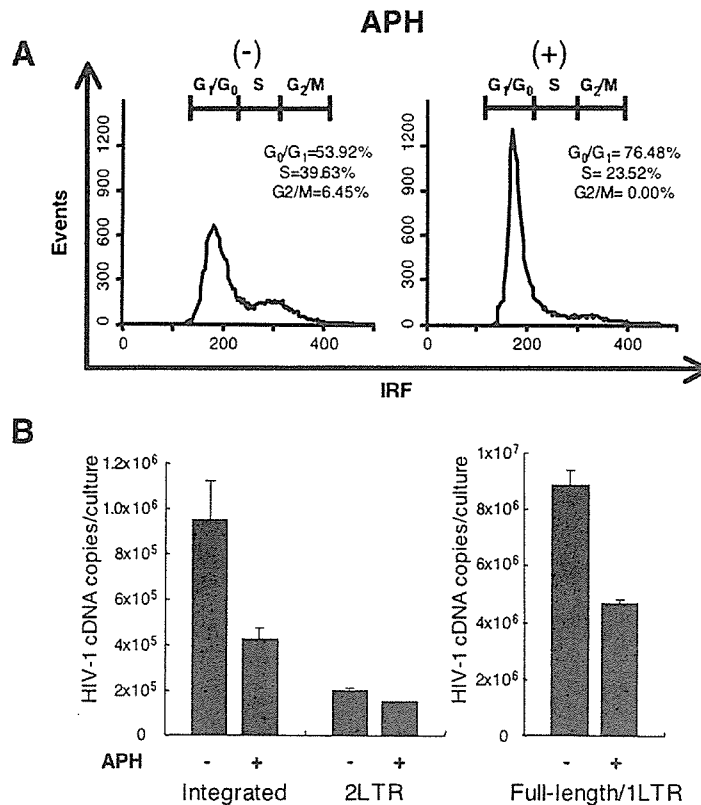 APH
A
(-)
(+)
G1/G0 S G2/M
G1/G0 S G2/M
G0/G1=53.92%
S=39.63%
G2/M=6.45%
G0/G1= 76.48%
S= 23.52%
G2/M= 0.00%
Events
1200
900
600
300
0
0 200 400
1200
900
600
300
0
0 200 400
IRF
B
HIV-1 cDNA copies/culture
1.2x10⁶
1.0x10⁶
8x10⁵
6x10⁵
4x10⁵
2x10⁵
0
HIV-1 cDNA copies/culture
1x10⁷
8x10⁶
6x10⁶
4x10⁶
2x10⁶
0
APH - + - + - +
Integrated 2LTR Full-length/1LTR